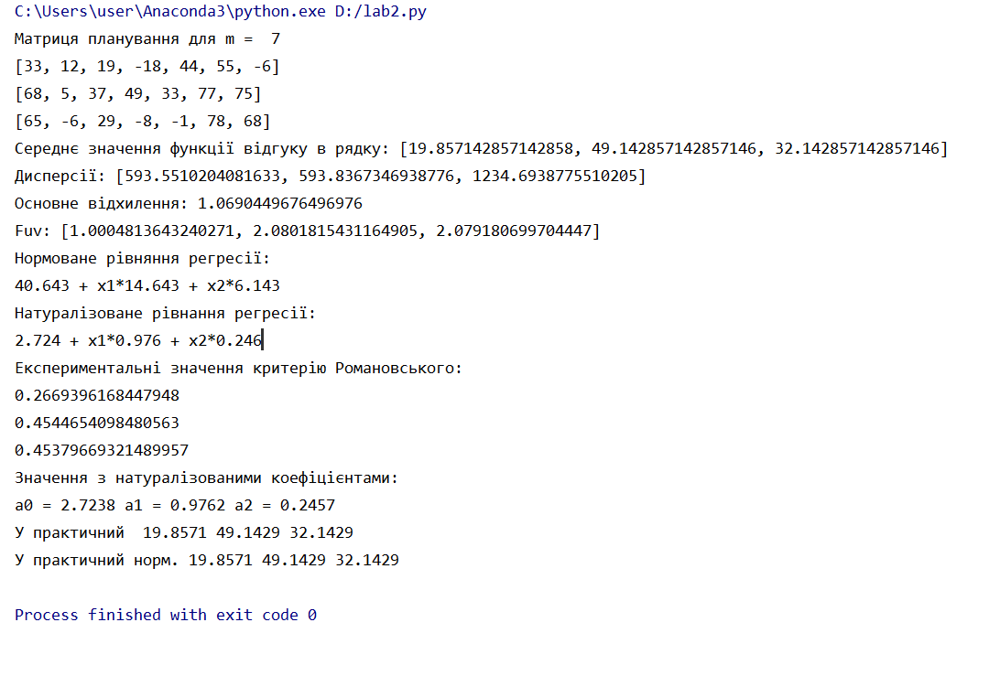 C:\Users\user\Anaconda3\python.exe D:/lab2.py
Матриця планування для m =  7
[33, 12, 19, -18, 44, 55, -6]
[68, 5, 37, 49, 33, 77, 75]
[65, -6, 29, -8, -1, 78, 68]
Середнє значення функції відгуку в рядку: [19.857142857142858, 49.142857142857146, 32.142857142857146]
Дисперсії: [593.5510204081633, 593.8367346938776, 1234.6938775510205]
Основне відхилення: 1.0690449676496976
Fuv: [1.0004813643240271, 2.0801815431164905, 2.079180699704447]
Нормоване рівняння регресії:
40.643 + x1*14.643 + x2*6.143
Натуралізоване рівнання регресії:
2.724 + x1*0.976 + x2*0.246
Експериментальні значення критерію Романовського:
0.2669396168447948
0.4544654098480563
0.45379669321489957
Значення з натуралізованими коефіцієнтами:
a0 = 2.7238 a1 = 0.9762 a2 = 0.2457
У практичний  19.8571 49.1429 32.1429
У практичний норм. 19.8571 49.1429 32.1429
Process finished with exit code 0